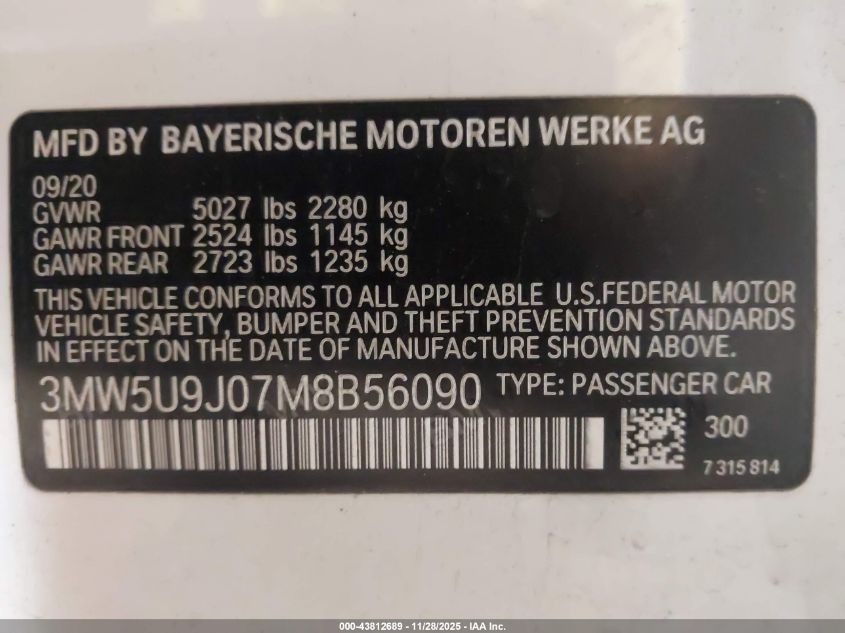 MFD BY BAYERISCHE MOTOREN WERKE AG
09/20
GVWR 5027 lbs 2280 kg
GAWR FRONT 2524 lbs 1145 kg
GAWR REAR 2723 lbs 1235 kg
THIS VEHICLE CONFORMS TO ALL APPLICABLE U.S.FEDERAL MOTOR
VEHICLE SAFETY, BUMPER AND THEFT PREVENTION STANDARDS
IN EFFECT ON THE DATE OF MANUFACTURE SHOWN ABOVE.
3MW5U9J07M8B56090 TYPE: PASSENGER CAR
300
7 315 814
000-43812689 - 11/28/2025 - IAA Inc.